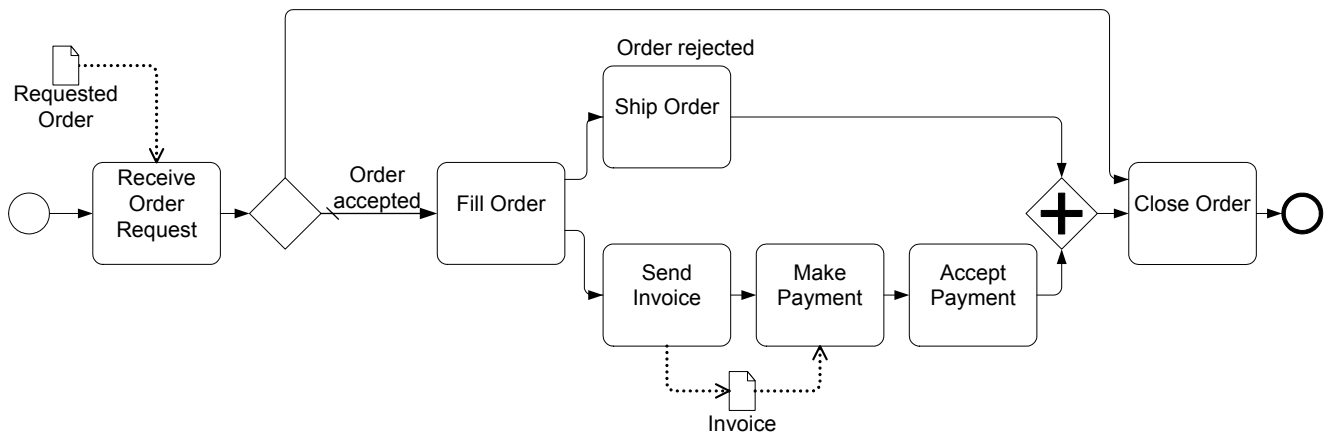 Order rejected
Requested
Order
Ship Order
Receive
Order
Request
Order
accepted
Fill Order
Close Order
Send
Invoice
Make
Payment
Accept
Payment
Invoice